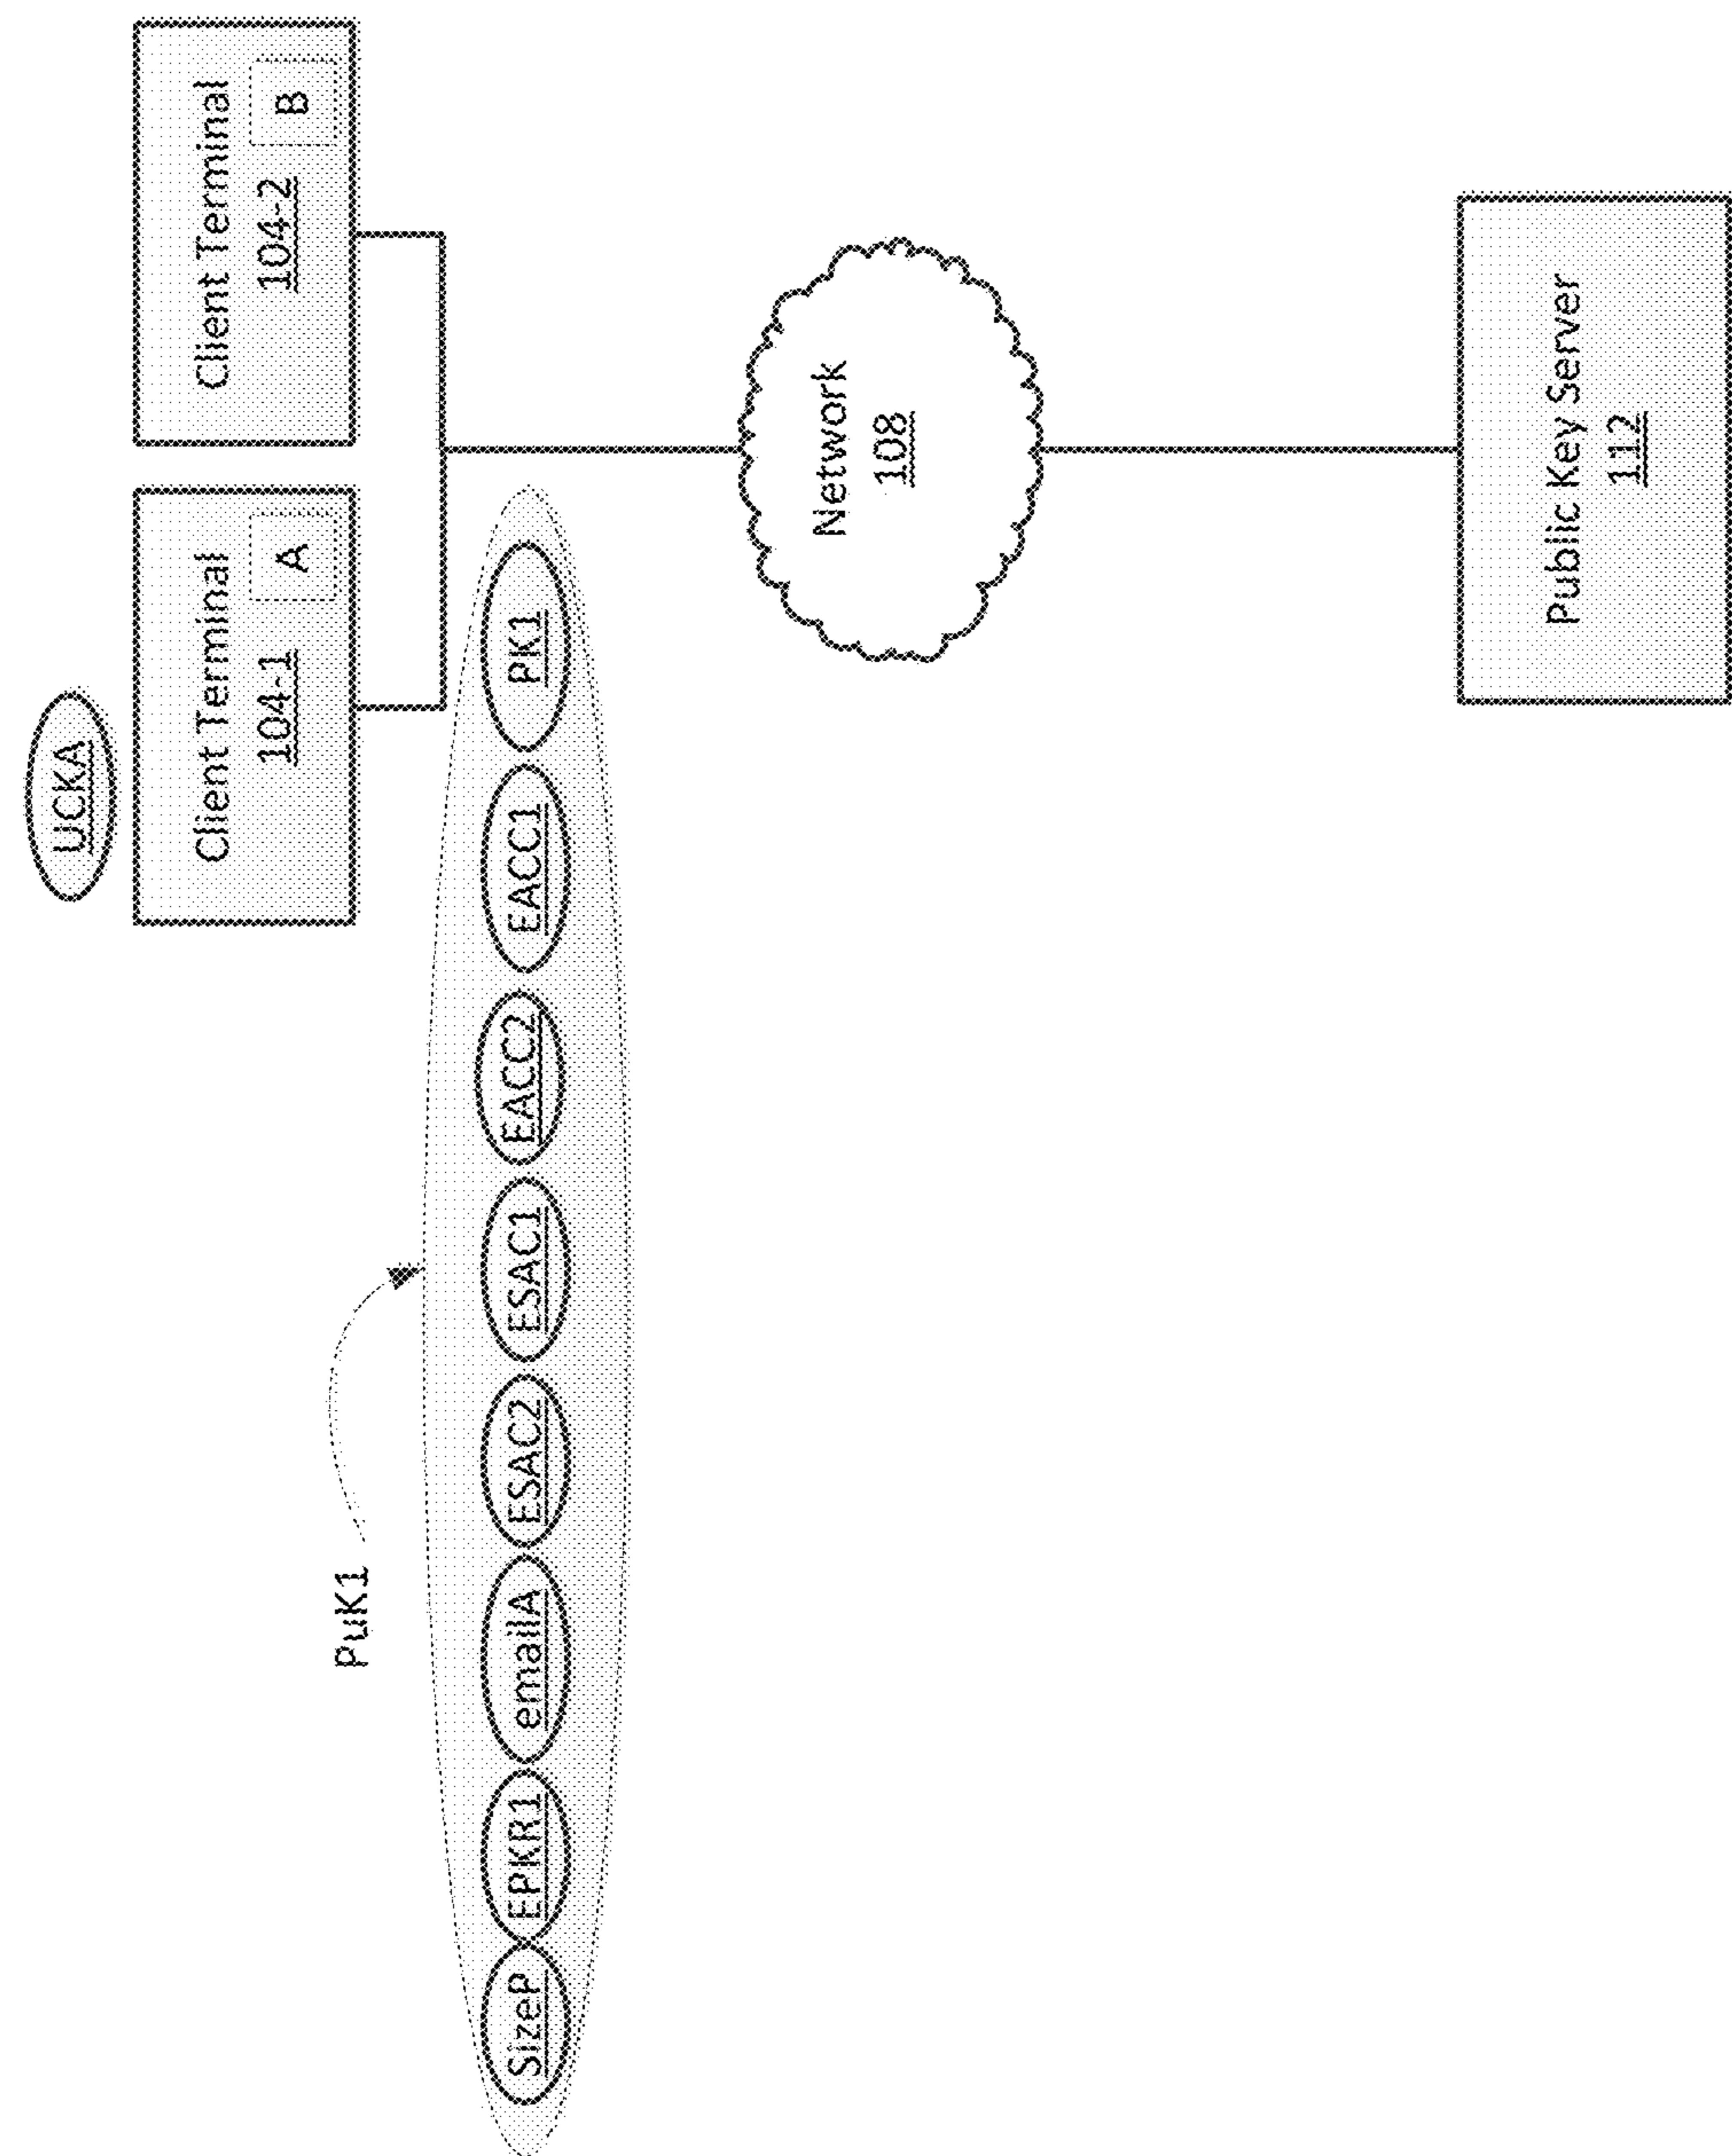 UCKA
Client Terminal
104-1
A
Client Terminal
104-2
B
PuK1
SizeP
EPKR1
emailA
ESAC2
ESAC1
EACC2
EACC1
PK1
Network
108
Public Key Server
112